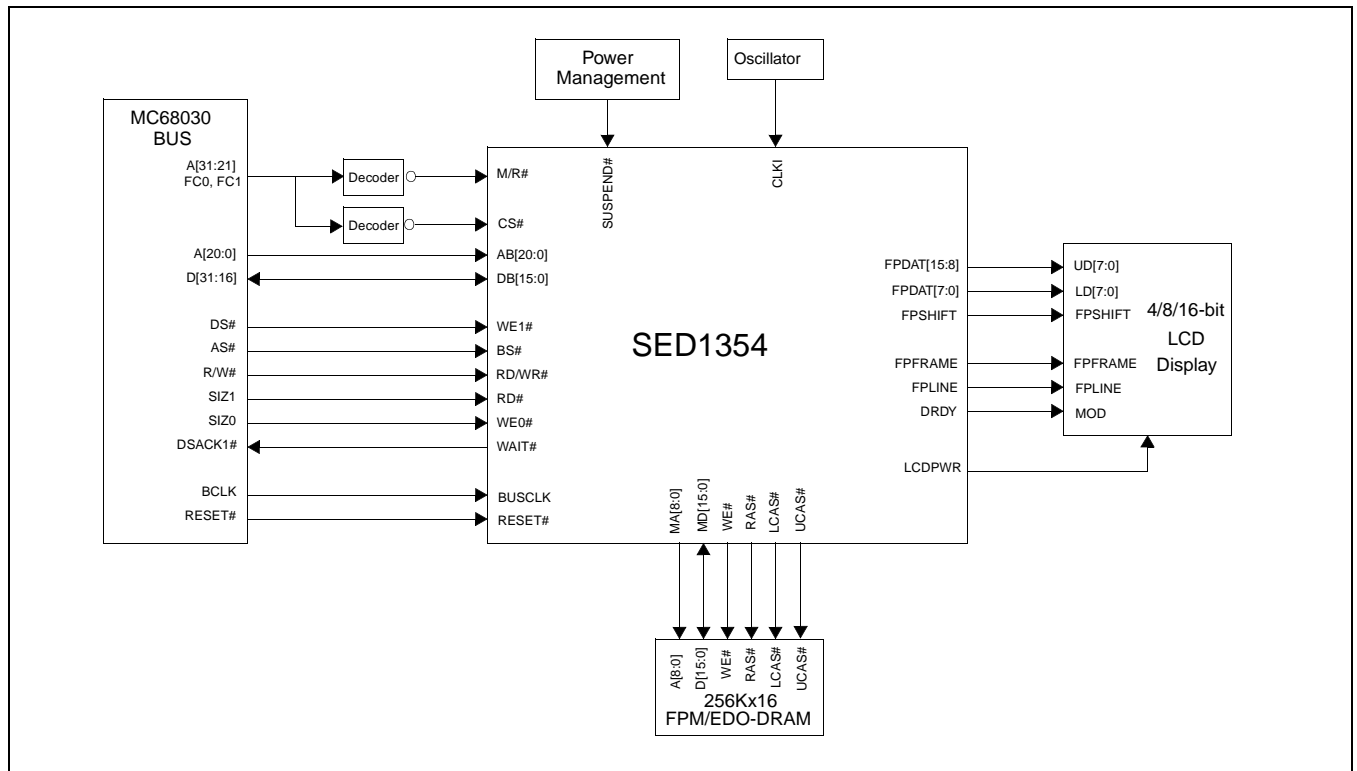 Power
Management
Oscillator
MC68030
BUS
A[31:21]
FC0, FC1
Decoder
M/R#
SUSPEND#
CLKI
Decoder
CS#
A[20:0]
AB[20:0]
D[31:16]
DB[15:0]
DS#
WE1#
AS#
BS#
R/W#
RD/WR#
SIZ1
RD#
SIZ0
WE0#
DSACK1#
WAIT#
BCLK
BUSCLK
RESET#
RESET#
SED1354
FPDAT[15:8]
UD[7:0]
FPDAT[7:0]
LD[7:0]
FPSHIFT
FPSHIFT
4/8/16-bit
LCD
Display
FPFRAME
FPFRAME
FPLINE
FPLINE
DRDY
MOD
LCDPWR
MA[8:0]
MD[15:0]
WE#
RAS#
LCAS#
UCAS#
A[8:0]
D[15:0]
WE#
RAS#
LCAS#
UCAS#
256Kx16
FPM/EDO-DRAM